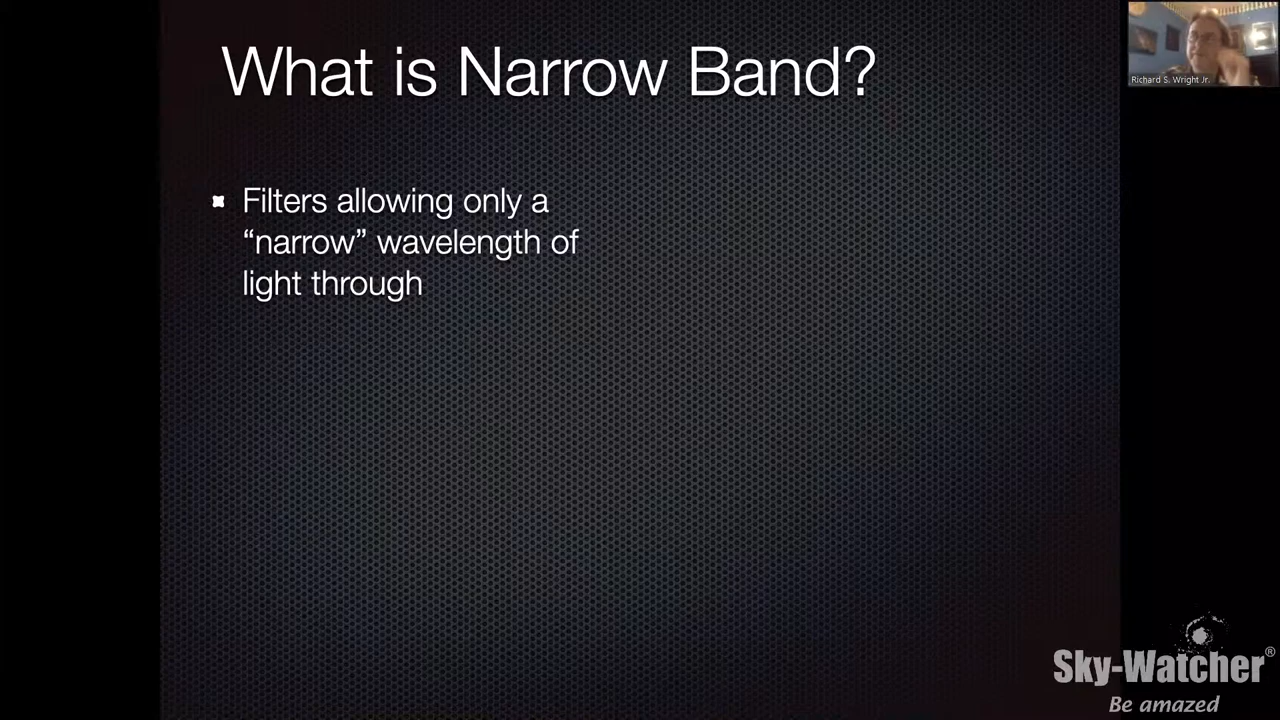 What is Narrow Band?
Filters allowing only a
“narrow” wavelength of
light through
Richard S. Wright Jr.
Sky-Watcher®
Be amazed